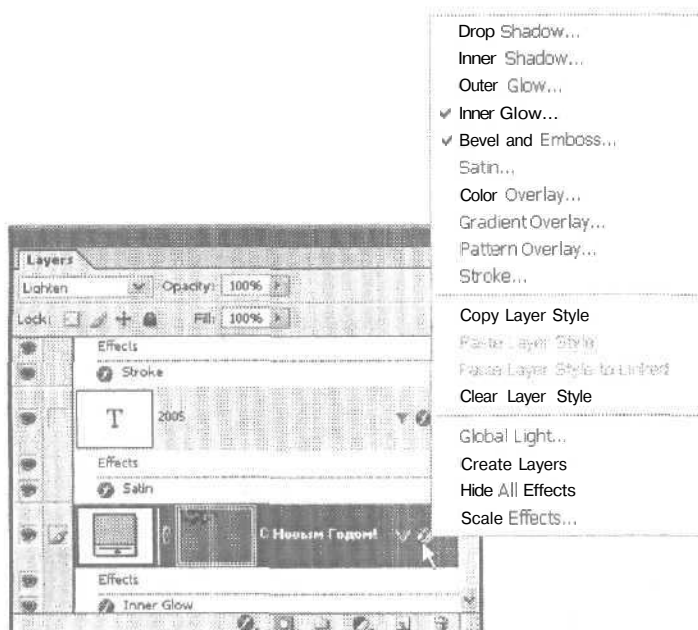 Drop Shadow...
Inner Shadow...
Outer Glow...
Inner Glow...
Bevel and Emboss...
Satin...
Color Overlay...
Gradient Overlay...
Pattern Overlay...
Stroke...
Copy Layer Style
Paste Layer Style
Paste Layer Style to Linked
Clear Layer Style
Global Light...
Create Layers
Hide All Effects
Scale Effects...
Layers
Lighten Opacity: 100%
Lock: Fill: 100%
Effects
Stroke
T 2005
Effects
Satin
С Новым Годом!
Effects
Inner Glow